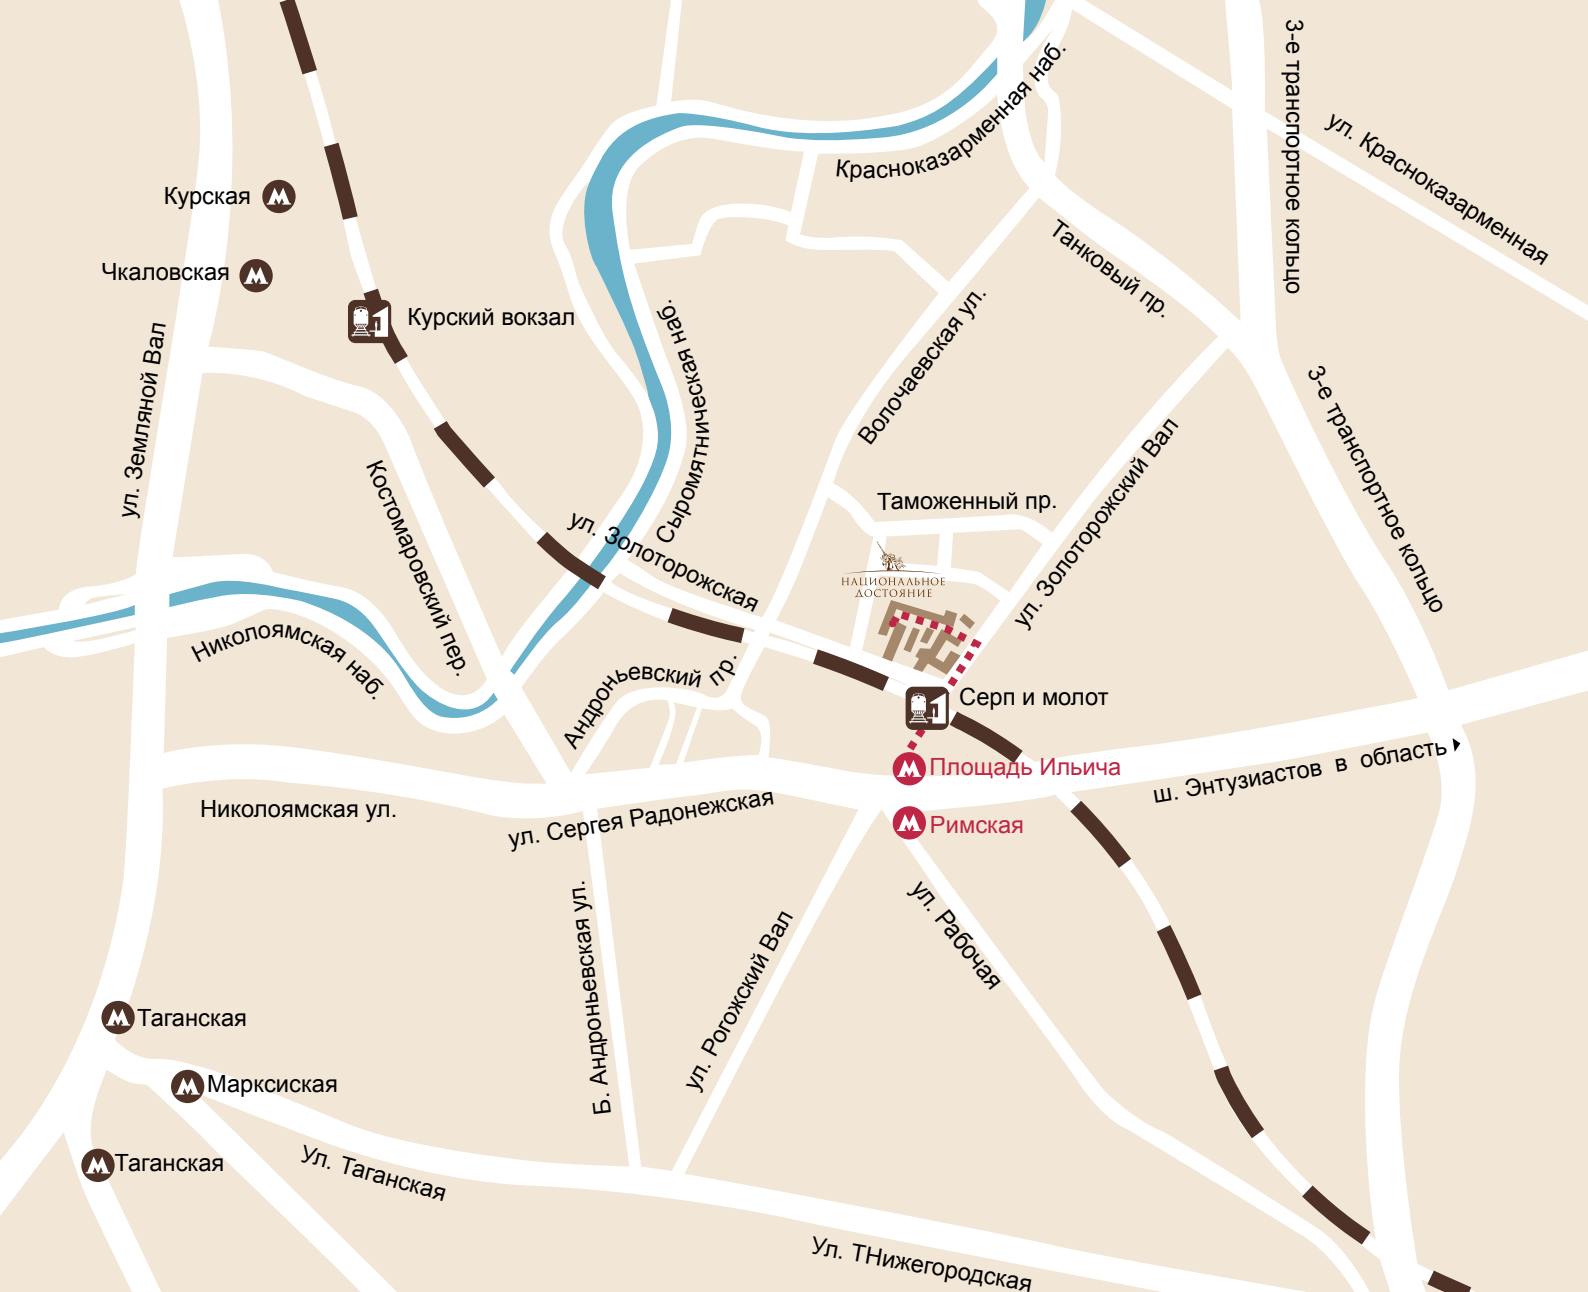 3-е транспортное кольцо
Красноказарменная наб.
ул. Красноказарменная
Курская
Чкаловская
Танковый пр.
Курский вокзал
Сыромятническая наб.
Волочаевская ул.
ул. Земляной Вал
3-е транспортное кольцо
Костомаровский пер.
ул. Золоторожский Вал
Таможенный пр.
ул. Золоторожская
НАЦИОНАЛЬНОЕ
ДОСТОЯНИЕ
Николоямская наб.
Андроньевский пр.
Серп и молот
Площадь Ильича
ш. Энтузиастов в область
Николоямская ул.
ул. Сергея Радонежская
Римская
Б. Андроньевская ул.
ул. Рогожский Вал
ул. Рабочая
Таганская
Марксиская
Таганская
Ул. Таганская
Ул. ТНижегородская